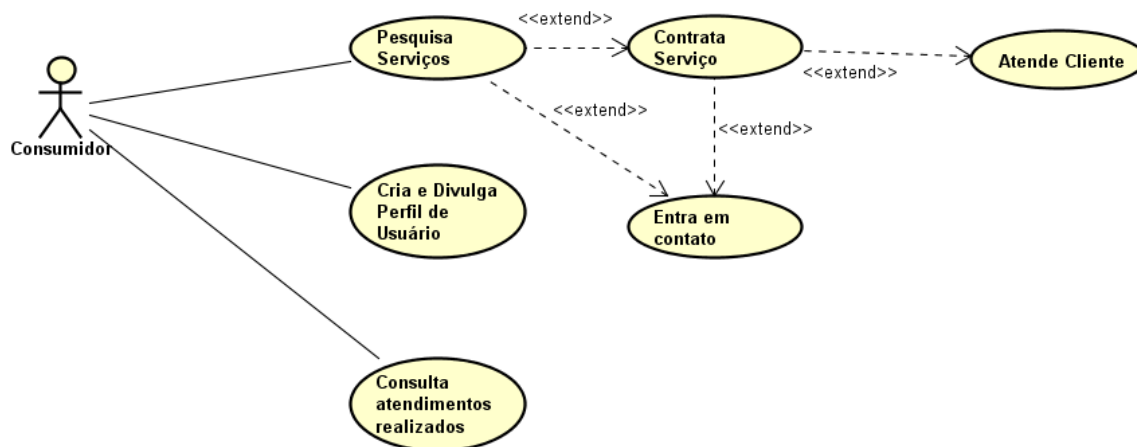 <<extend>>
Pesquisa
Serviços
Contrata
Serviço
Atende Cliente
<<extend>>
<<extend>>
<<extend>>
Consumidor
Cria e Divulga
Perfil de
Usuário
Entra em
contato
Consulta
atendimentos
realizados